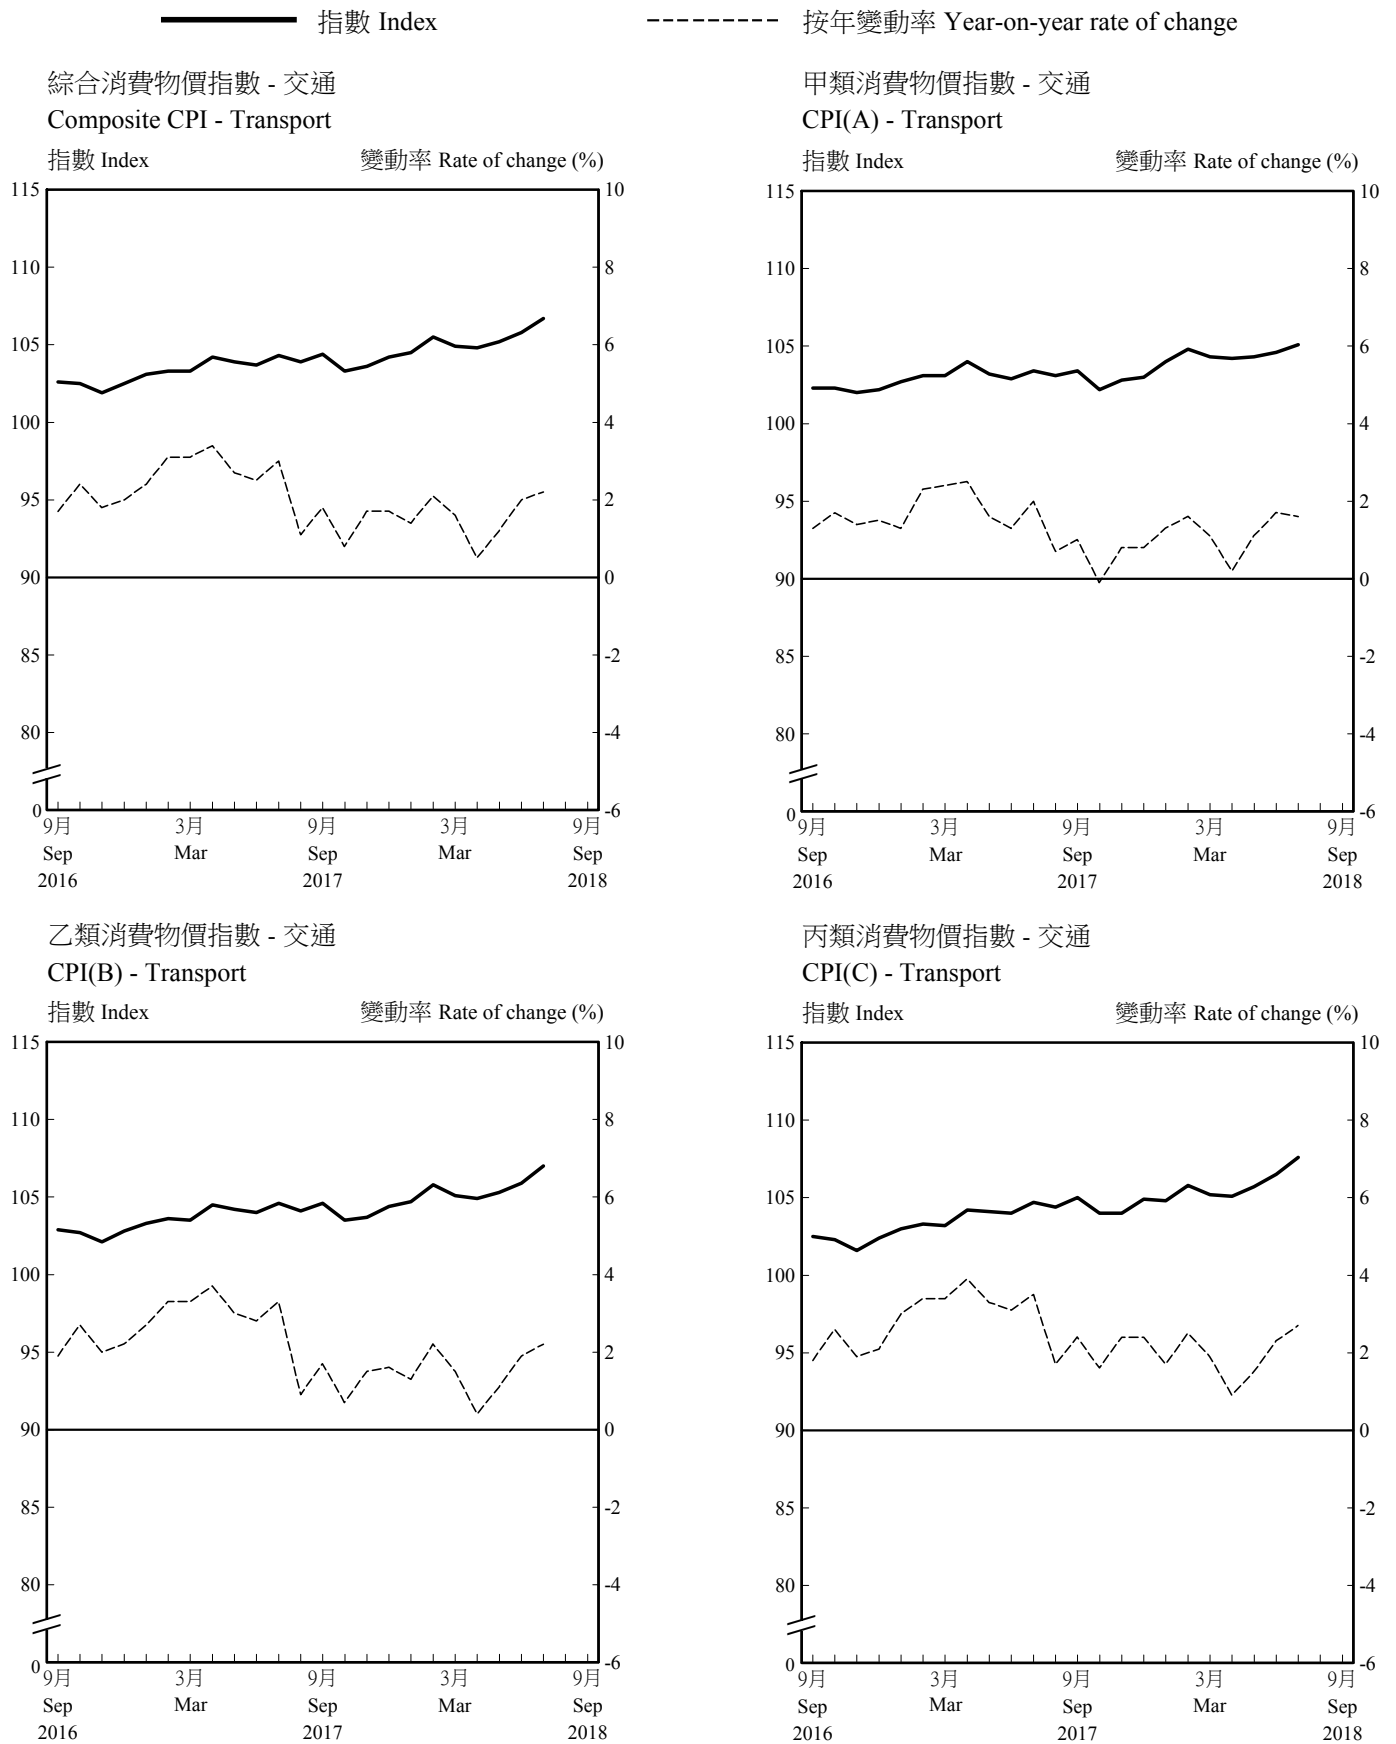 指數 Index 按年變動率 Year-on-year rate of change
綜合消費物價指數 - 交通
Composite CPI - Transport
指數 Index 變動率 Rate of change (%)
115 10
110 8
105 6
100 4
95 2
90 0
85 -2
80 -4
0 -6
9月 3月 9月 3月 9月
Sep Mar Sep Mar Sep
2016 2017 2018
甲類消費物價指數 - 交通
CPI(A) - Transport
指數 Index 變動率 Rate of change (%)
115 10
110 8
105 6
100 4
95 2
90 0
85 -2
80 -4
0 -6
9月 3月 9月 3月 9月
Sep Mar Sep Mar Sep
2016 2017 2018
乙類消費物價指數 - 交通
CPI(B) - Transport
指數 Index 變動率 Rate of change (%)
115 10
110 8
105 6
100 4
95 2
90 0
85 -2
80 -4
0 -6
9月 3月 9月 3月 9月
Sep Mar Sep Mar Sep
2016 2017 2018
丙類消費物價指數 - 交通
CPI(C) - Transport
指數 Index 變動率 Rate of change (%)
115 10
110 8
105 6
100 4
95 2
90 0
85 -2
80 -4
0 -6
9月 3月 9月 3月 9月
Sep Mar Sep Mar Sep
2016 2017 2018